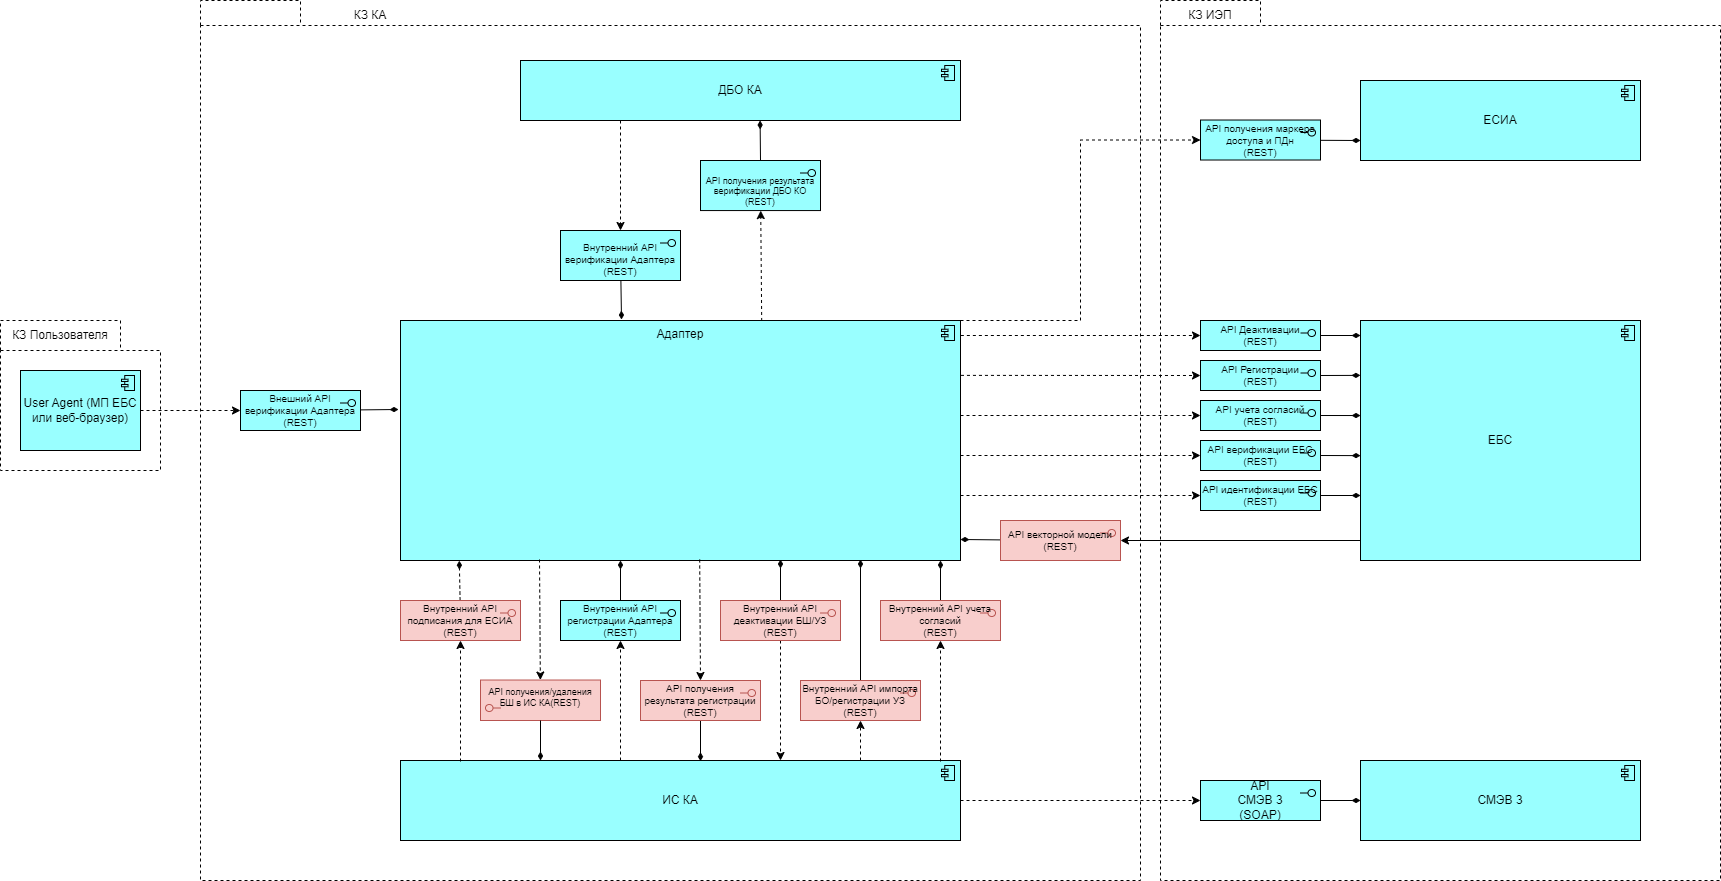 КЗ КА
КЗ ИЭП
ДБО КА
ЕСИА
API получения маркера
доступа и ПДн
(REST)
API получения результата
верификации ДБО КО
(REST)
Внутренний API
верификации Адаптера
(REST)
КЗ Пользователя
User Agent (МП ЕБС
или веб-браузер)
Внешний API
верификации Адаптера
(REST)
Адаптер
API Деактивации
(REST)
API Регистрации
(REST)
API учета согласий
(REST)
API верификации ЕБС
(REST)
API идентификации ЕБС
(REST)
ЕБС
API векторной модели
(REST)
Внутренний API
подписания для ЕСИА
(REST)
Внутренний API
регистрации Адаптера
(REST)
Внутренний API
деактивации БШ/УЗ
(REST)
Внутренний API учета
согласий
(REST)
API получения/удаления
БШ в ИС КА(REST)
API получения
результата регистрации
(REST)
Внутренний API импорта
БО/регистрации УЗ
(REST)
ИС КА
API
СМЭВ 3
(SOAP)
СМЭВ 3